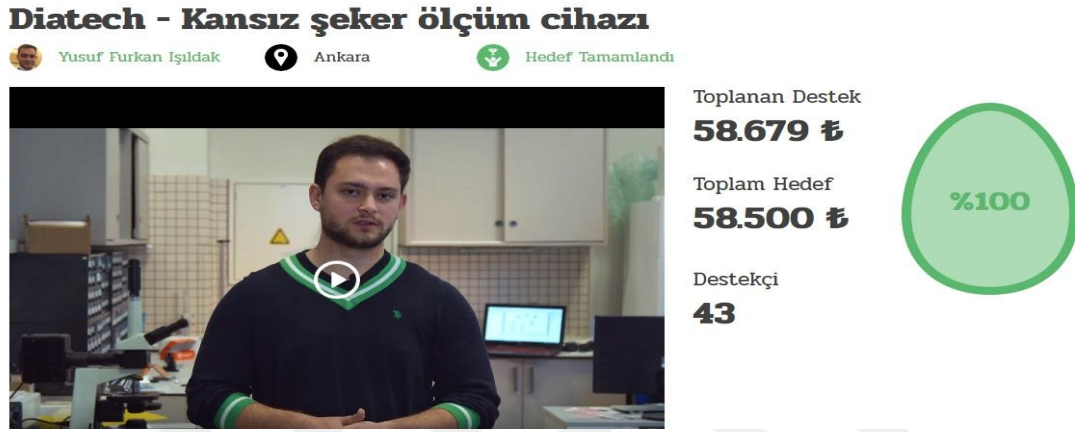 Diatech - Kansız şeker ölçüm cihazı
Yusuf Furkan Işıldak
Ankara
Hedef Tamamlandı
Toplanan Destek
58.679 ₺
Toplam Hedef
58.500 ₺
Destekçi
43
%100